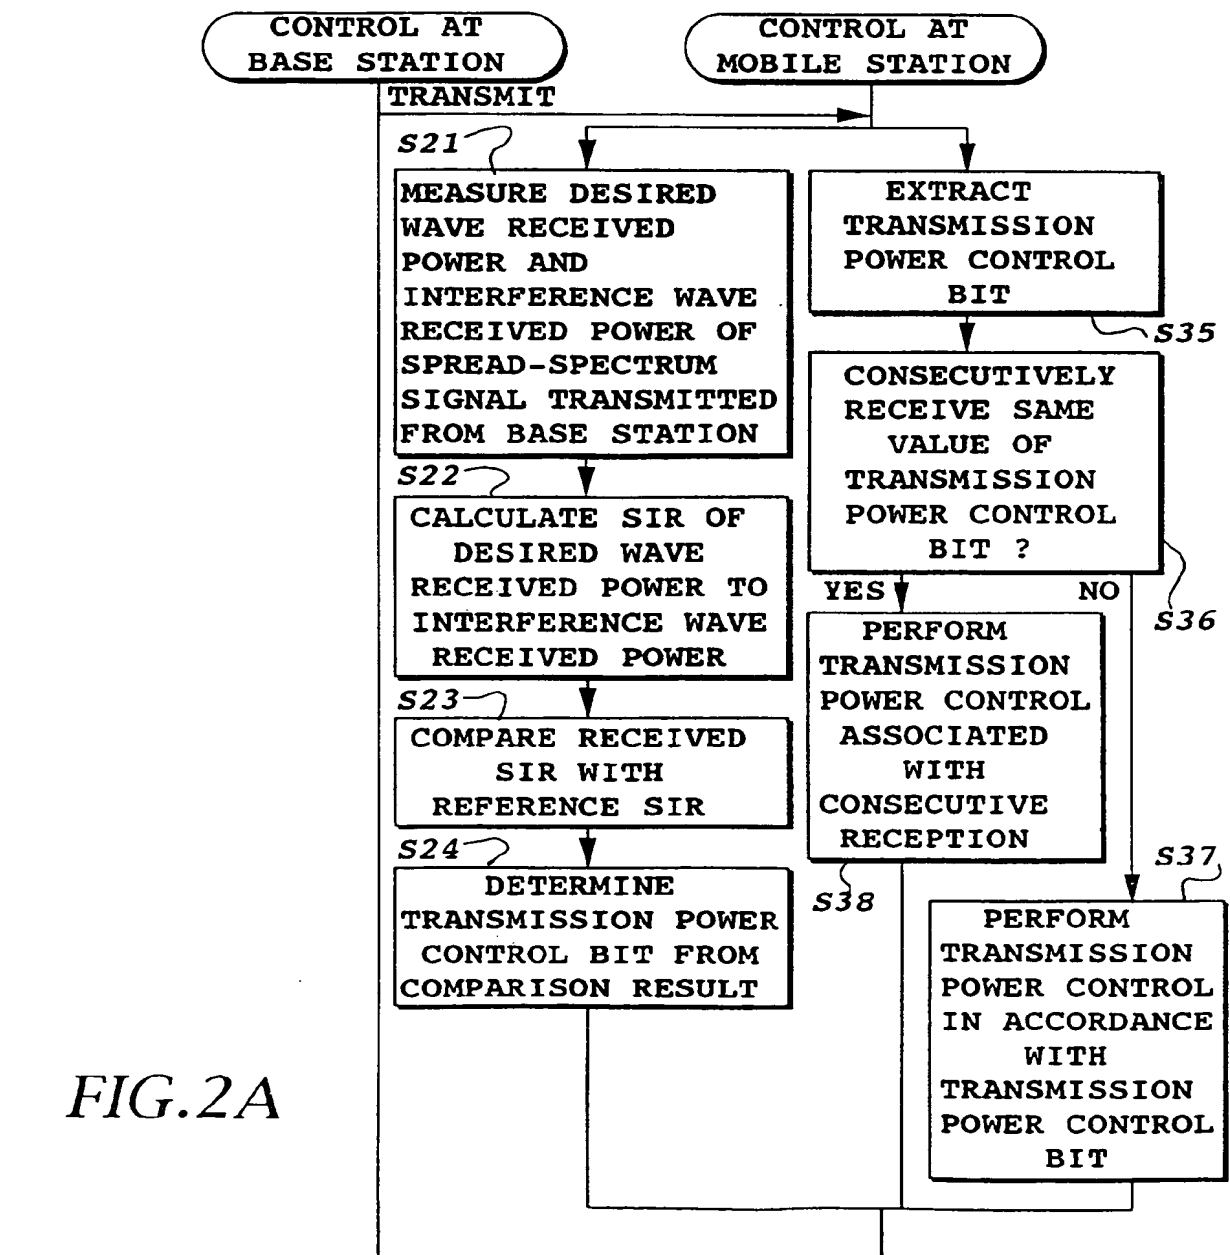 CONTROL AT
BASE STATION
CONTROL AT
MOBILE STATION
TRANSMIT
S21
MEASURE DESIRED
WAVE RECEIVED
POWER AND
INTERFERENCE WAVE
RECEIVED POWER OF
SPREAD-SPECTRUM
SIGNAL TRANSMITTED
FROM BASE STATION
S22
CALCULATE SIR OF
DESIRED WAVE
RECEIVED POWER TO
INTERFERENCE WAVE
RECEIVED POWER
S23
COMPARE RECEIVED
SIR WITH
REFERENCE SIR
S24
DETERMINE
TRANSMISSION POWER
CONTROL BIT FROM
COMPARISON RESULT
EXTRACT
TRANSMISSION
POWER CONTROL
BIT
S35
CONSECUTIVELY
RECEIVE SAME
VALUE OF
TRANSMISSION
POWER CONTROL
BIT ?
YES
NO
S36
PERFORM
TRANSMISSION
POWER CONTROL
ASSOCIATED
WITH
CONSECUTIVE
RECEPTION
S38
S37
PERFORM
TRANSMISSION
POWER CONTROL
IN ACCORDANCE
WITH
TRANSMISSION
POWER CONTROL
BIT
FIG.2A